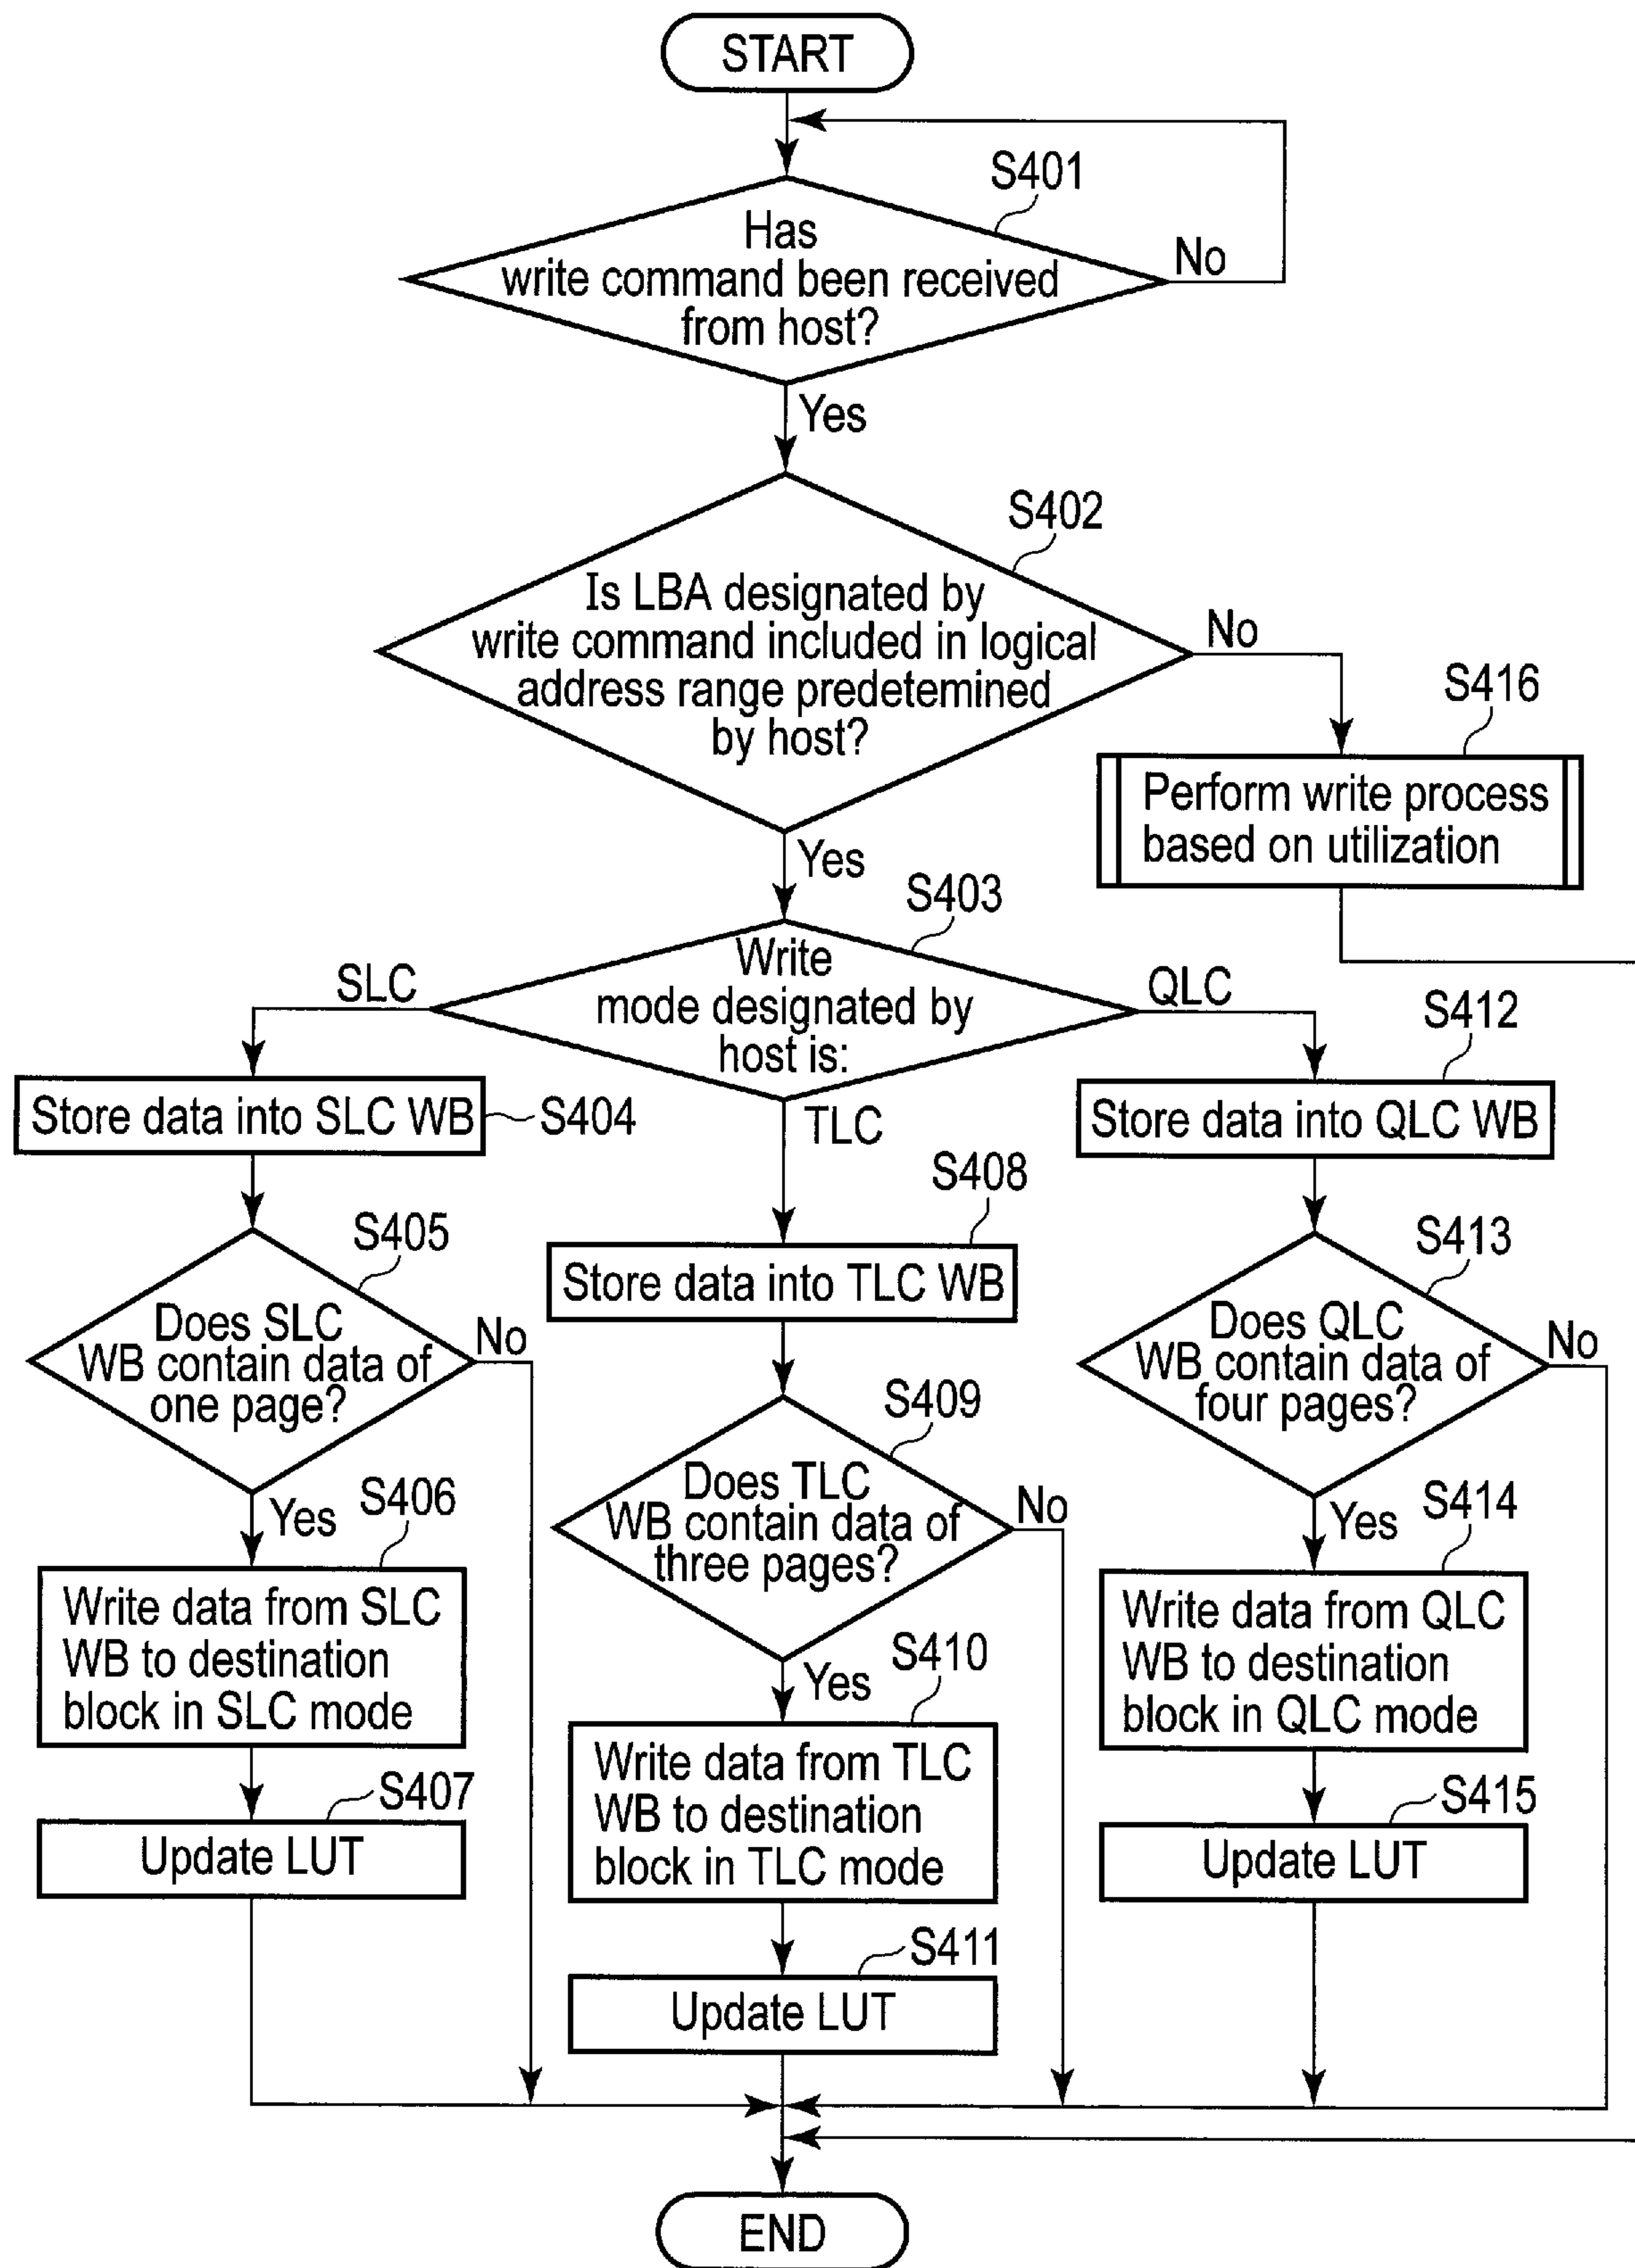 START
S401
Has
write command been received
from host?
No
Yes
S402
Is LBA designated by
write command included in logical
address range predetemined
by host?
No
S416
Perform write process
based on utilization
Yes
S403
Write
mode designated by
host is:
SLC
QLC
TLC
S412
Store data into SLC WB
S404
Store data into QLC WB
S408
Store data into TLC WB
S405
Does SLC
WB contain data of
one page?
No
S413
Does QLC
WB contain data of
four pages?
No
S409
Does TLC
WB contain data of
three pages?
No
Yes
S406
Write data from SLC
WB to destination
block in SLC mode
Yes
S414
Write data from QLC
WB to destination
block in QLC mode
Yes
S410
Write data from TLC
WB to destination
block in TLC mode
S407
Update LUT
S415
Update LUT
S411
Update LUT
END